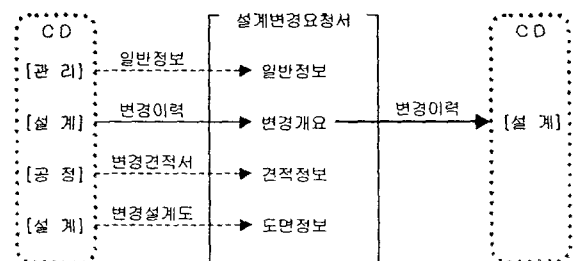 CD 설계변경요청서 CD
[관 리] 일반정보 일반정보
[설 계] 변경이력 변경개요 변경이력 [설 계]
[공 정] 변경견적서 견적정보
[설 계] 변경설계도 도면정보